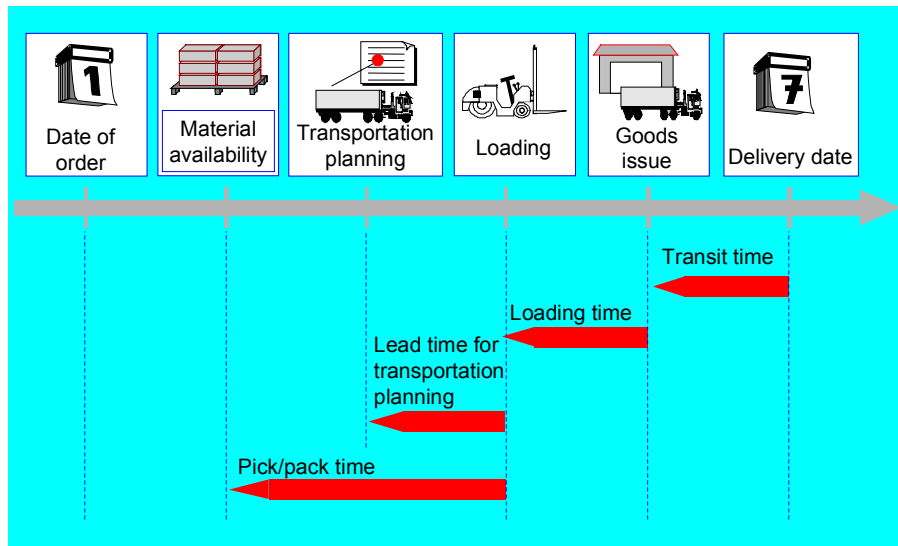 1
7
Date of
order
Material
availability
Transportation
planning
Loading
Goods
issue
Delivery date
Transit time
Loading time
Lead time for
transportation
planning
Pick/pack time